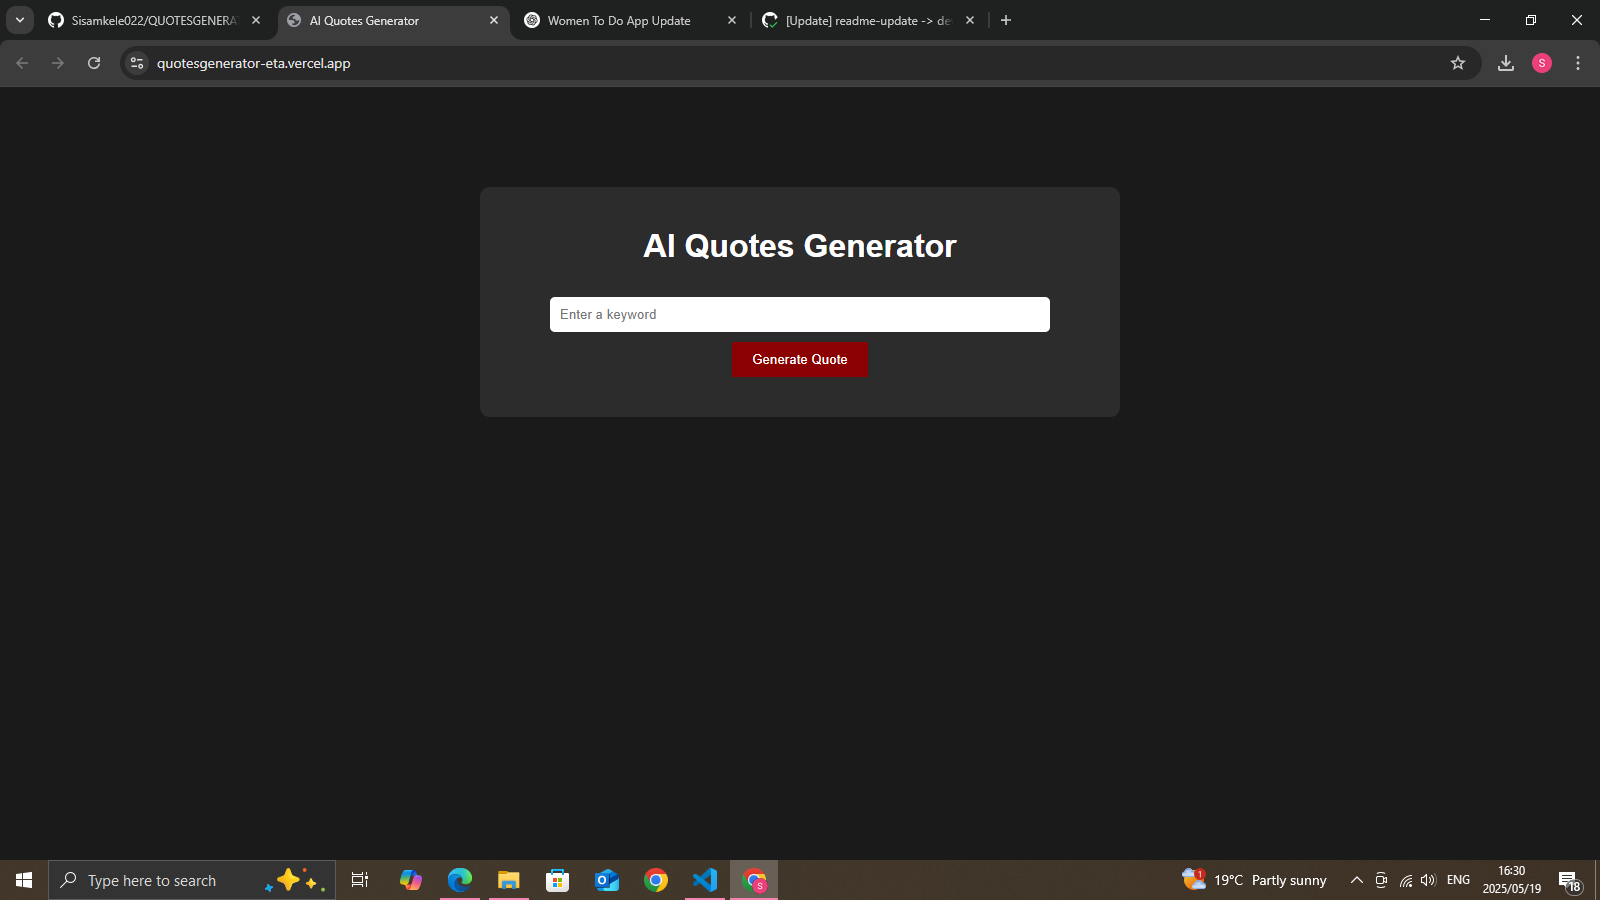 Sisamkele022/QUOTESGENERA
AI Quotes Generator
Women To Do App Update
[Update] readme-update -> de
quotesgenerator-eta.vercel.app
S
AI Quotes Generator
Enter a keyword
Generate Quote
Type here to search
S
1
19°C Partly sunny
ENG
16:30
2025/05/19
18